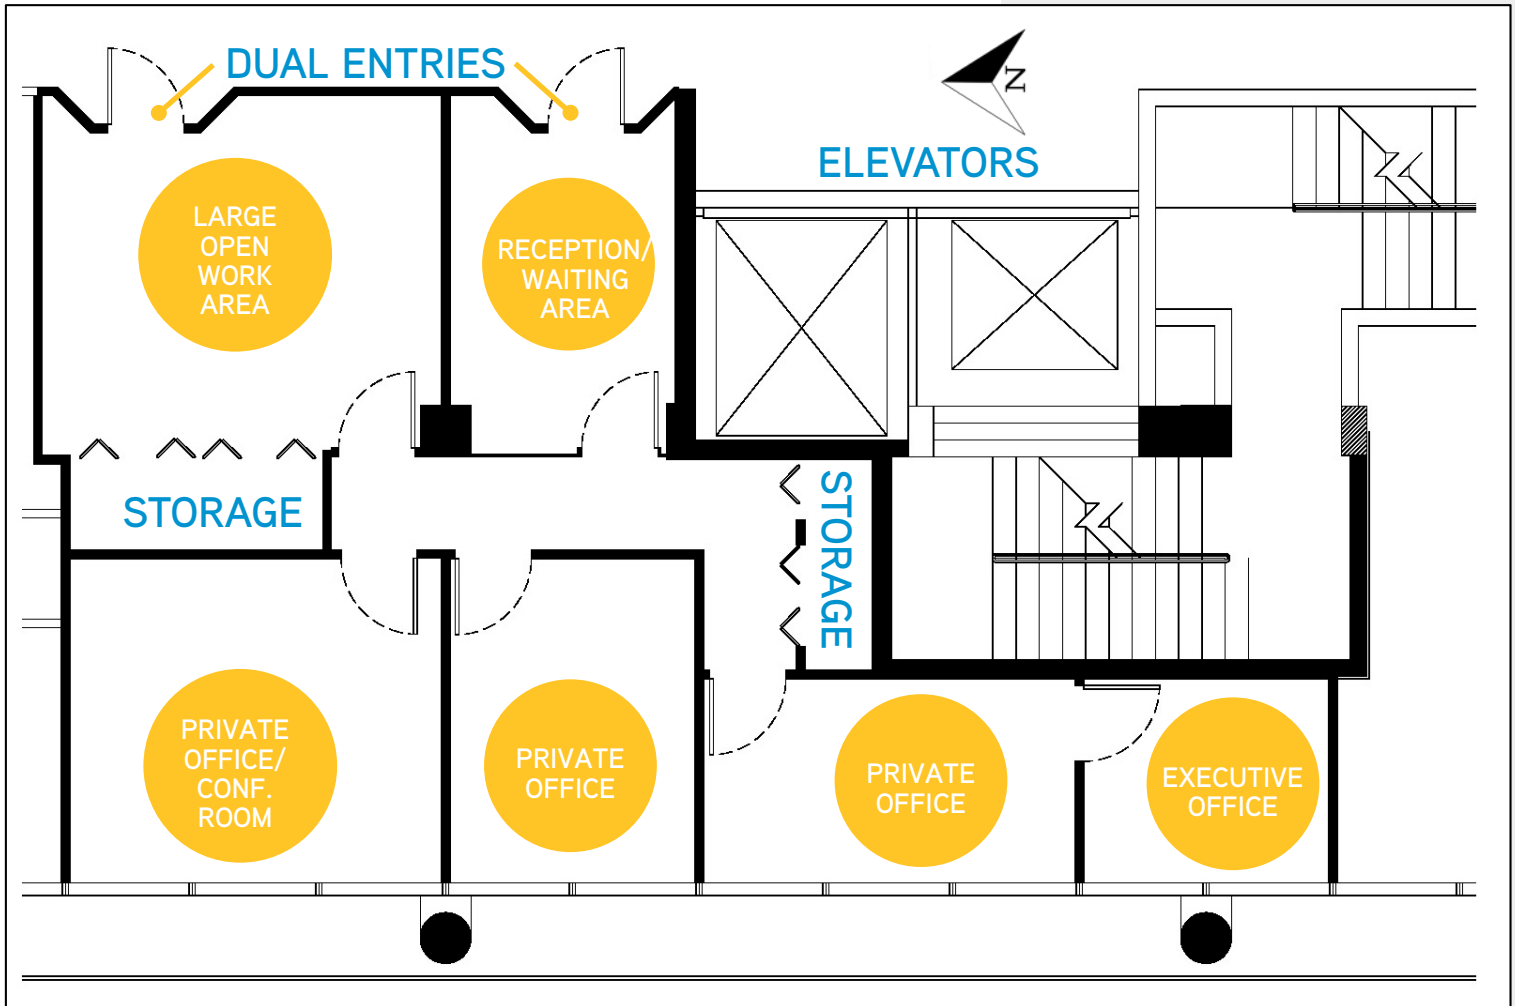 DUAL ENTRIES
N
ELEVATORS
LARGE
OPEN
WORK
AREA
RECEPTION/
WAITING
AREA
STORAGE
STORAGE
PRIVATE
OFFICE/
CONF.
ROOM
PRIVATE
OFFICE
PRIVATE
OFFICE
EXECUTIVE
OFFICE